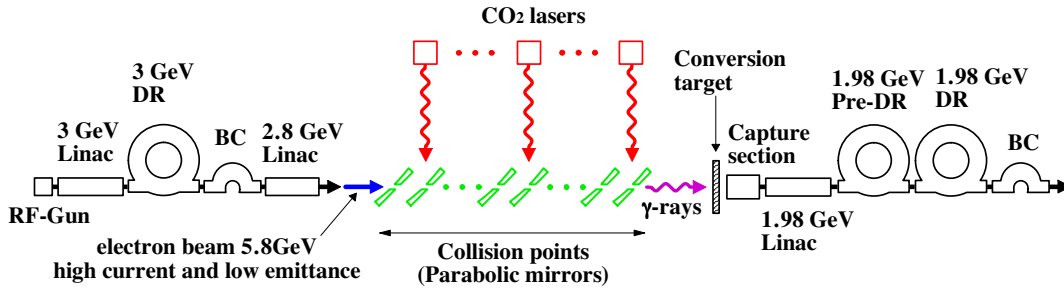 CO2 lasers
3 GeV
DR
3 GeV
Linac
BC
2.8 GeV
Linac
RF-Gun
electron beam 5.8GeV
high current and low emittance
Collision points
(Parabolic mirrors)
γ-rays
Conversion
target
Capture
section
1.98 GeV
Linac
1.98 GeV
Pre-DR
1.98 GeV
DR
BC